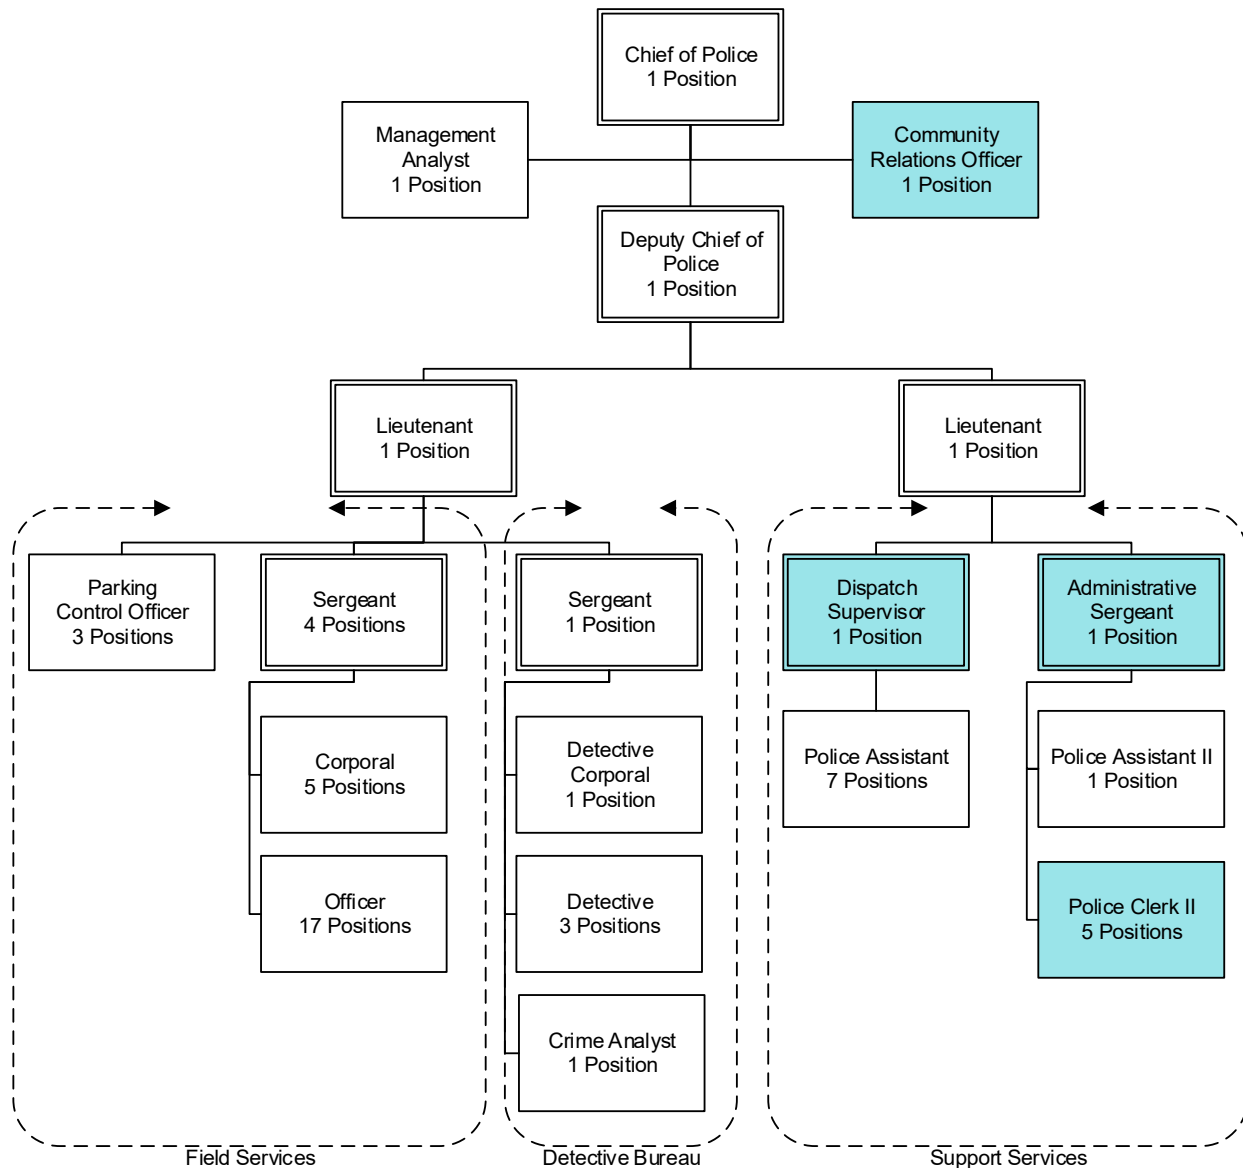 Chief of Police
1 Position
Management
Analyst
1 Position
Community
Relations Officer
1 Position
Deputy Chief of
Police
1 Position
Lieutenant
1 Position
Lieutenant
1 Position
Parking
Control Officer
3 Positions
Sergeant
4 Positions
Sergeant
1 Position
Dispatch
Supervisor
1 Position
Administrative
Sergeant
1 Position
Corporal
5 Positions
Detective
Corporal
1 Position
Police Assistant
7 Positions
Police Assistant II
1 Position
Officer
17 Positions
Detective
3 Positions
Police Clerk II
5 Positions
Crime Analyst
1 Position
Field Services
Detective Bureau
Support Services